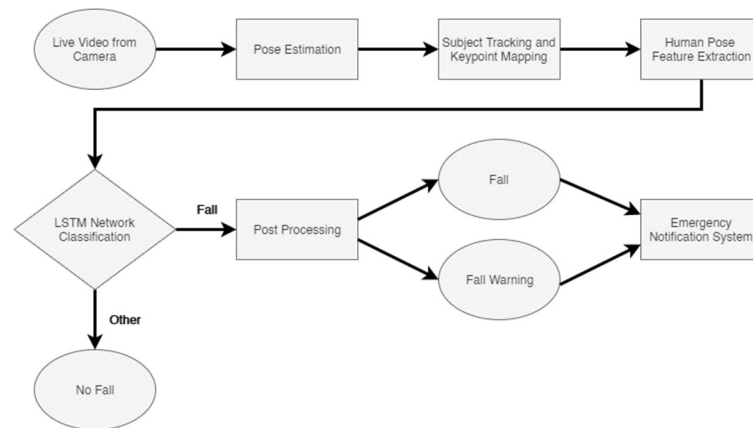 Live Video from
Camera
Pose Estimation
Subject Tracking and
Keypoint Mapping
Human Pose
Feature Extraction
LSTM Network
Classification
Fall
Post Processing
Fall
Fall Warning
Emergency
Notification System
Other
No Fall